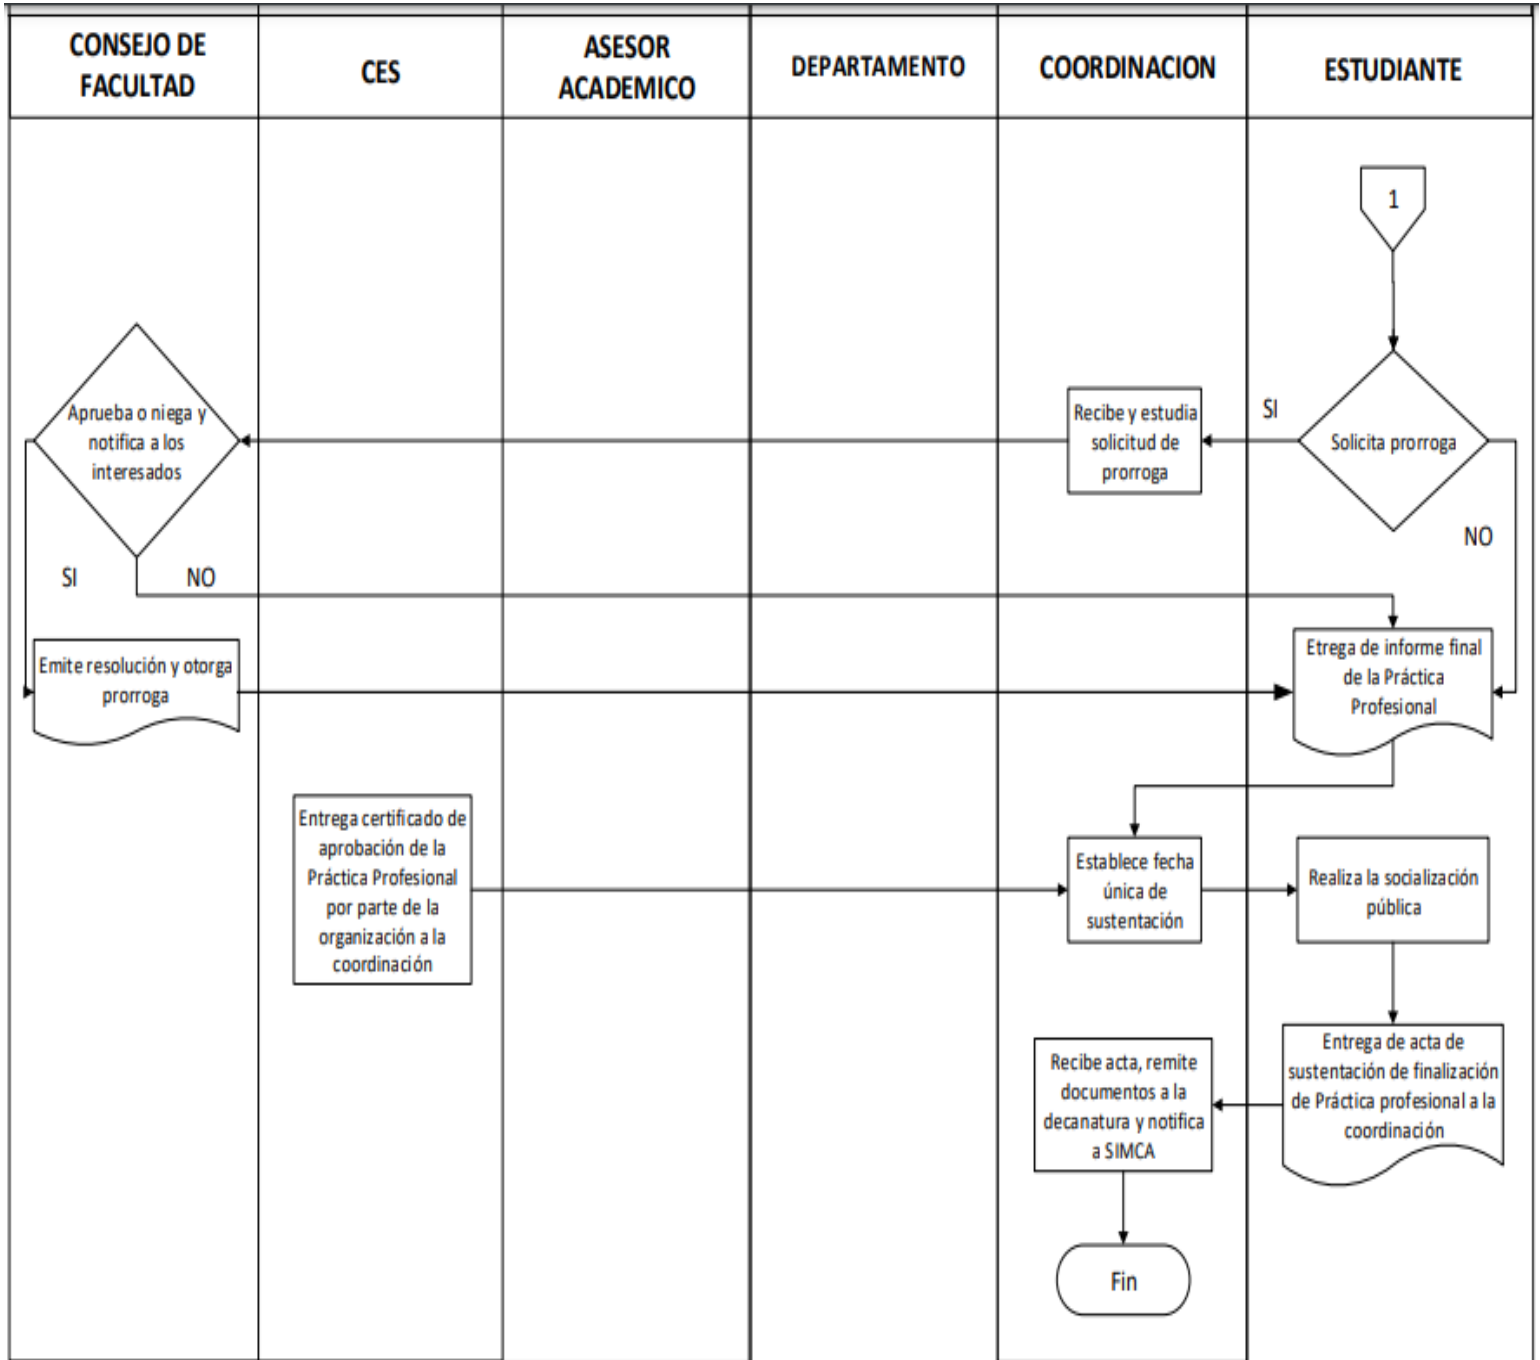 CONSEJO DE
FACULTAD
CES
ASESOR
ACADEMICO
DEPARTAMENTO
COORDINACION
ESTUDIANTE
1
Solicita prorroga
SI
NO
Recibe y estudia
solicitud de
prorroga
Aprueba o niega y
notifica a los
interesados
SI
NO
Emite resolución y otorga
prorroga
Etrega de informe final
de la Práctica
Profesional
Entrega certificado de
aprobación de la
Práctica Profesional
por parte de la
organización a la
coordinación
Establece fecha
única de
sustentación
Realiza la socialización
pública
Entrega de acta de
sustentación de finalización
de Práctica profesional a la
coordinación
Recibe acta, remite
documentos a la
decanatura y notifica
a SIMCA
Fin